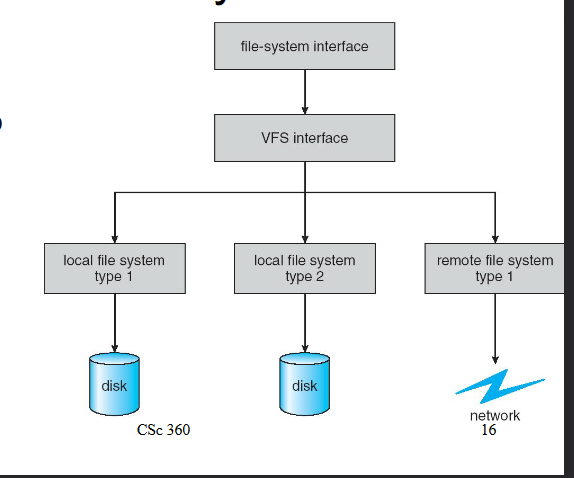 file-system interface
VFS interface
local file system
type 1
local file system
type 2
remote file system
type 1
disk
disk
network
CSc 360
16